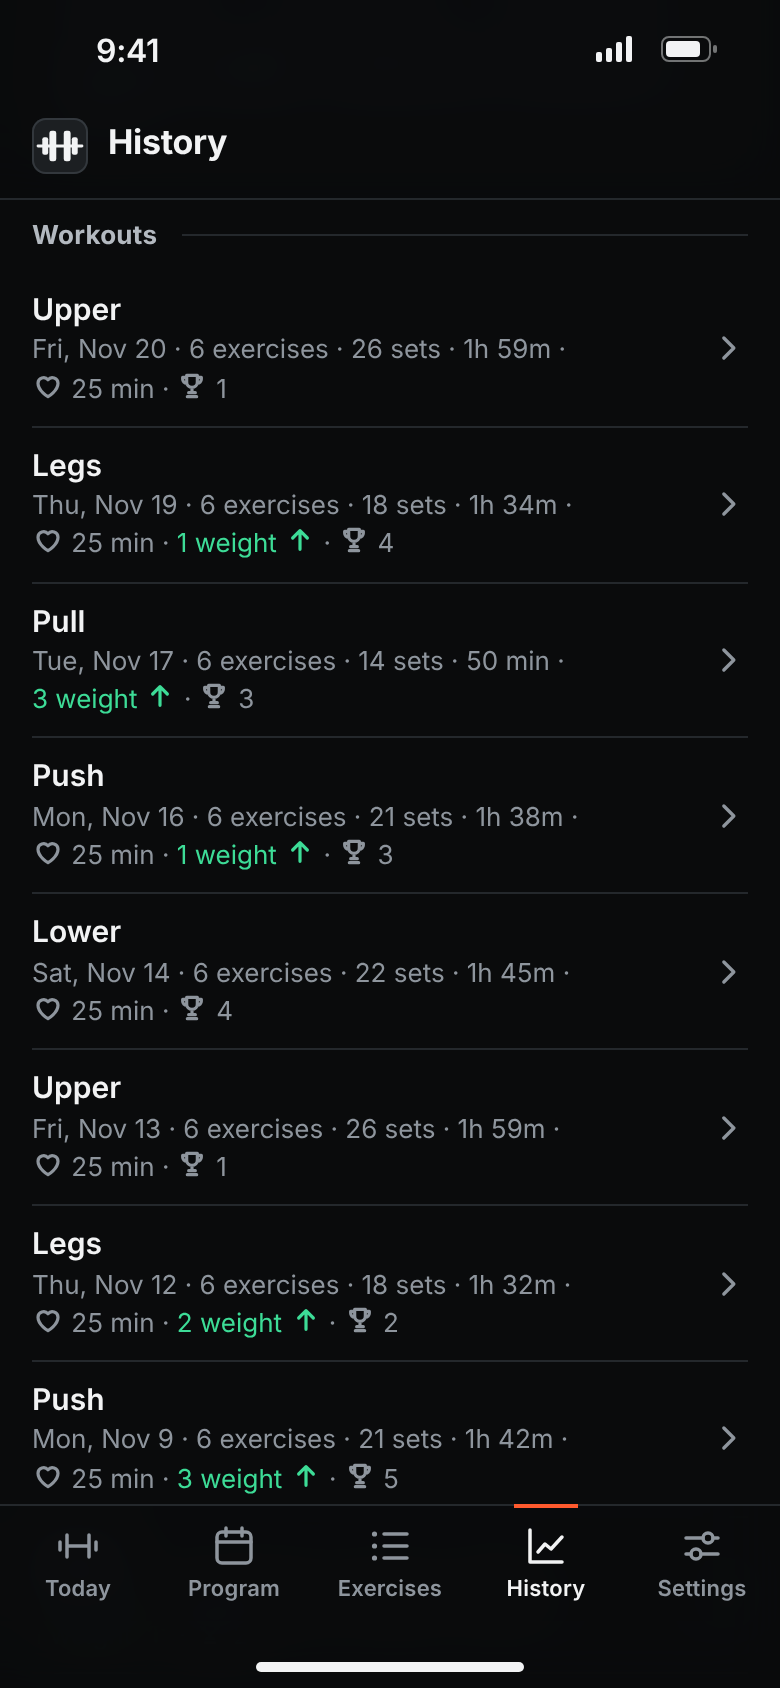 9:41
History
Workouts
Upper
Fri, Nov 20 · 6 exercises · 26 sets · 1h 59m ·
25 min · 1
Legs
Thu, Nov 19 · 6 exercises · 18 sets · 1h 34m ·
25 min · 1 weight ↑ · 4
Pull
Tue, Nov 17 · 6 exercises · 14 sets · 50 min ·
3 weight ↑ · 3
Push
Mon, Nov 16 · 6 exercises · 21 sets · 1h 38m ·
25 min · 1 weight ↑ · 3
Lower
Sat, Nov 14 · 6 exercises · 22 sets · 1h 45m ·
25 min · 4
Upper
Fri, Nov 13 · 6 exercises · 26 sets · 1h 59m ·
25 min · 1
Legs
Thu, Nov 12 · 6 exercises · 18 sets · 1h 32m ·
25 min · 2 weight ↑ · 2
Push
Mon, Nov 9 · 6 exercises · 21 sets · 1h 42m ·
25 min · 3 weight ↑ · 5
Today Program Exercises History Settings